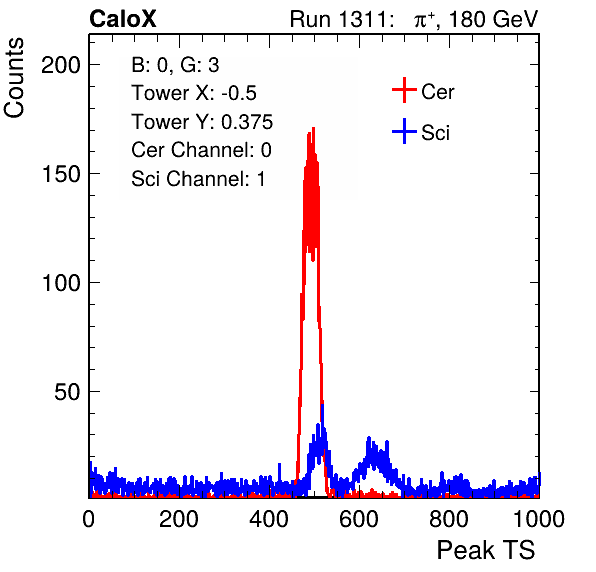 CaloX Run 1311: π+, 180 GeV
Counts
B: 0, G: 3
Tower X: -0.5
Tower Y: 0.375
Cer Channel: 0
Sci Channel: 1
Cer
Sci
200
150
100
50
0 200 400 600 800 1000
Peak TS